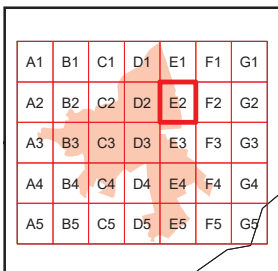 A1 B1 C1 D1 E1 F1 G1
A2 B2 C2 D2 E2 F2 G2
A3 B3 C3 D3 E3 F3 G3
A4 B4 C4 D4 E4 F4 G4
A5 B5 C5 D5 E5 F5 G5